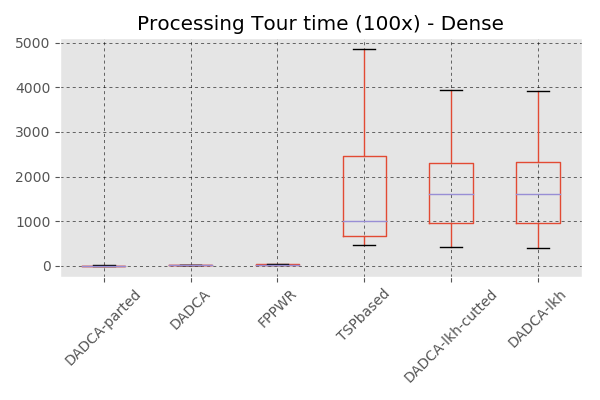 Processing Tour time (100x) - Dense
5000
4000
3000
2000
1000
0
DADCA-parted
DADCA
FPPWR
TSPbased
DADCA-lkh-cutted
DADCA-lkh